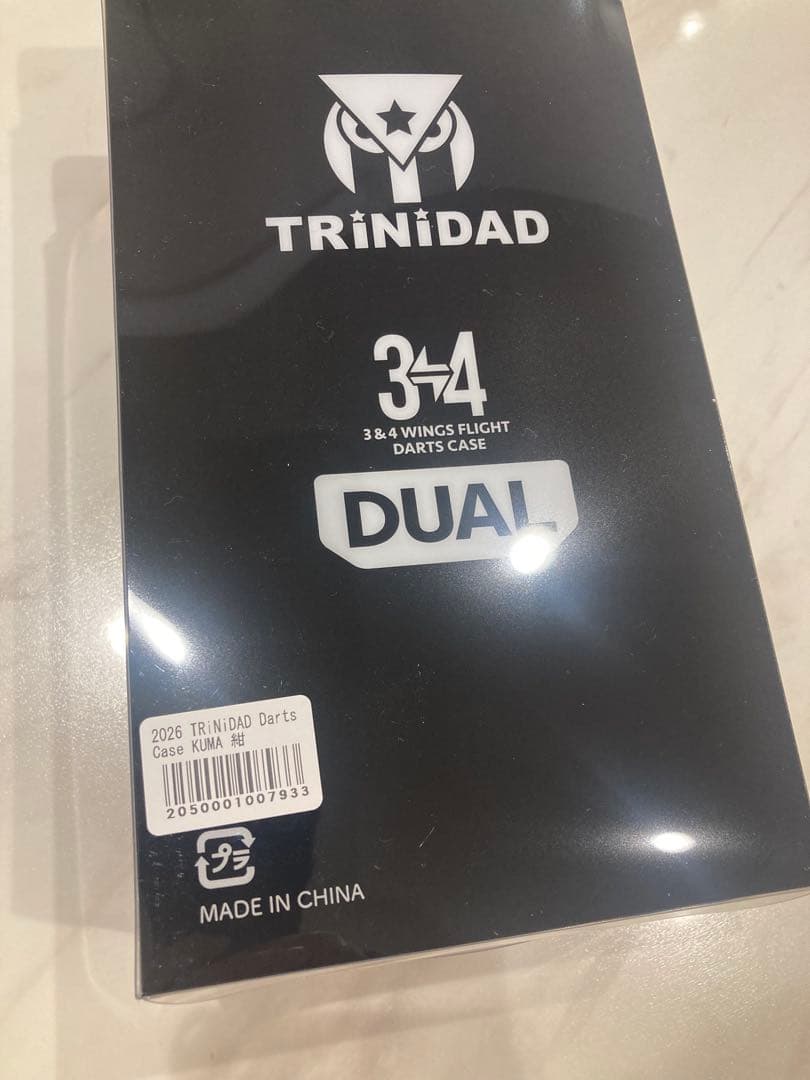 TRiNiDAD
3 4
3 & 4 WINGS FLIGHT
DARTS CASE
DUAL
2026 TRiNiDAD Darts
Case KUMA 紺
2050001007933
プラ
MADE IN CHINA